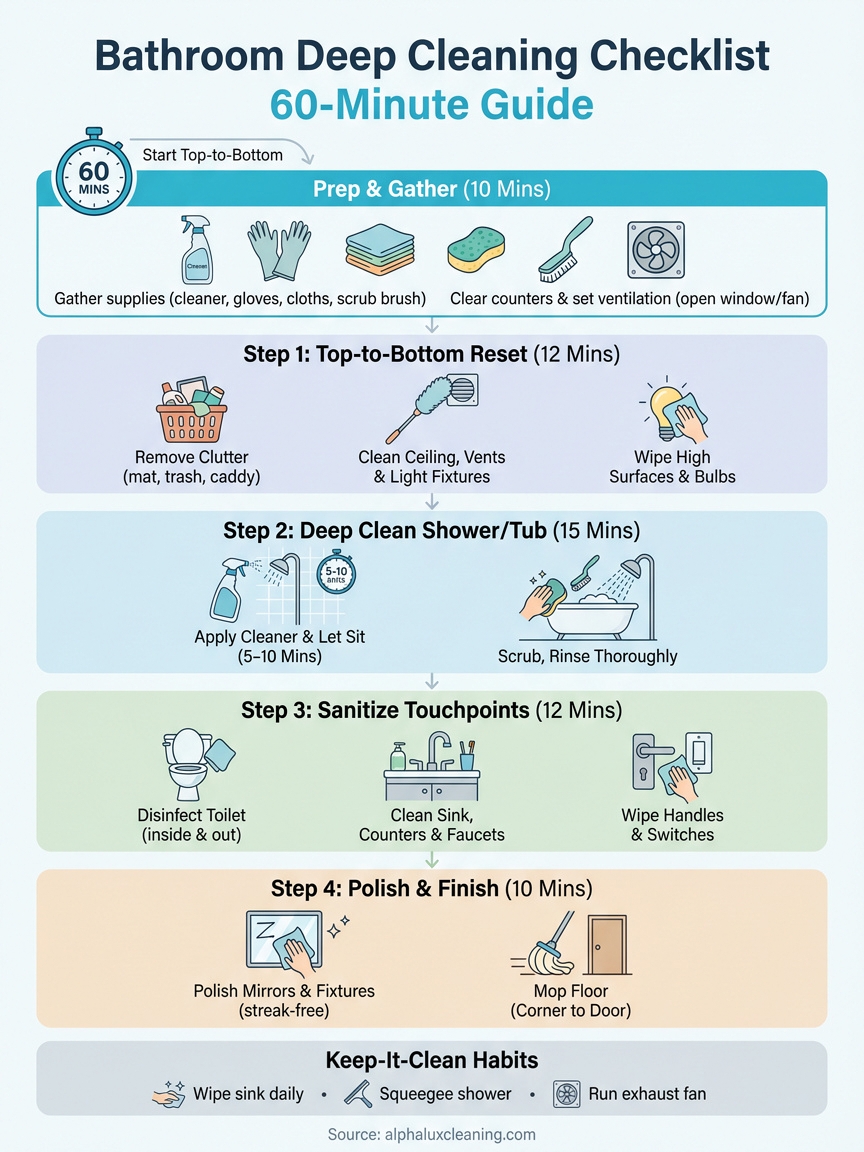 Bathroom Deep Cleaning Checklist
60-Minute Guide
60
MINS
Start Top-to-Bottom
Prep & Gather (10 Mins)
Cleanet
Gather supplies (cleaner, gloves, cloths, scrub brush)
Clear counters & set ventilation (open window/fan)
Step 1: Top-to-Bottom Reset (12 Mins)
Remove Clutter
(mat, trash, caddy)
Clean Ceiling, Vents
& Light Fixtures
Wipe High
Surfaces & Bulbs
Step 2: Deep Clean Shower/Tub (15 Mins)
5-10
Apply Cleaner & Let Sit
(5–10 Mins)
Scrub, Rinse Thoroughly
Step 3: Sanitize Touchpoints (12 Mins)
Disinfect Toilet
(inside & out)
Clean Sink,
Counters & Faucets
Wipe Handles
& Switches
Step 4: Polish & Finish (10 Mins)
Polish Mirrors & Fixtures
(streak-free)
Mop Floor
(Corner to Door)
Keep-It-Clean Habits
Wipe sink daily • Squeegee shower • Run exhaust fan
Source: alphaluxcleaning.com